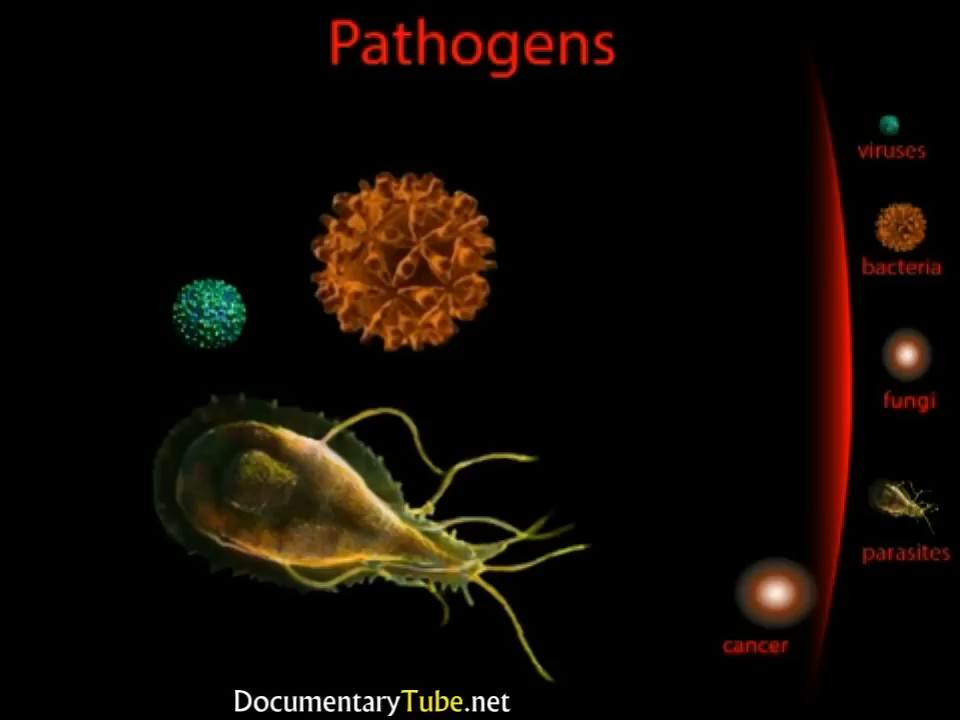 Pathogens
viruses
bacteria
fungi
parasites
cancer
DocumentaryTube.net